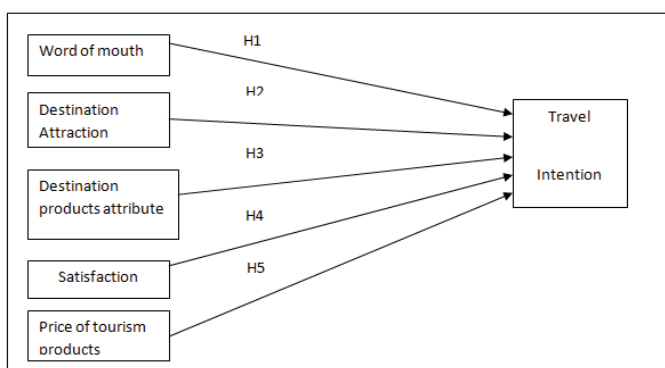 Word of mouth
H1
H2
Destination
Attraction
H3
Destination
products attribute
H4
Satisfaction
H5
Price of tourism
products
Travel
Intention